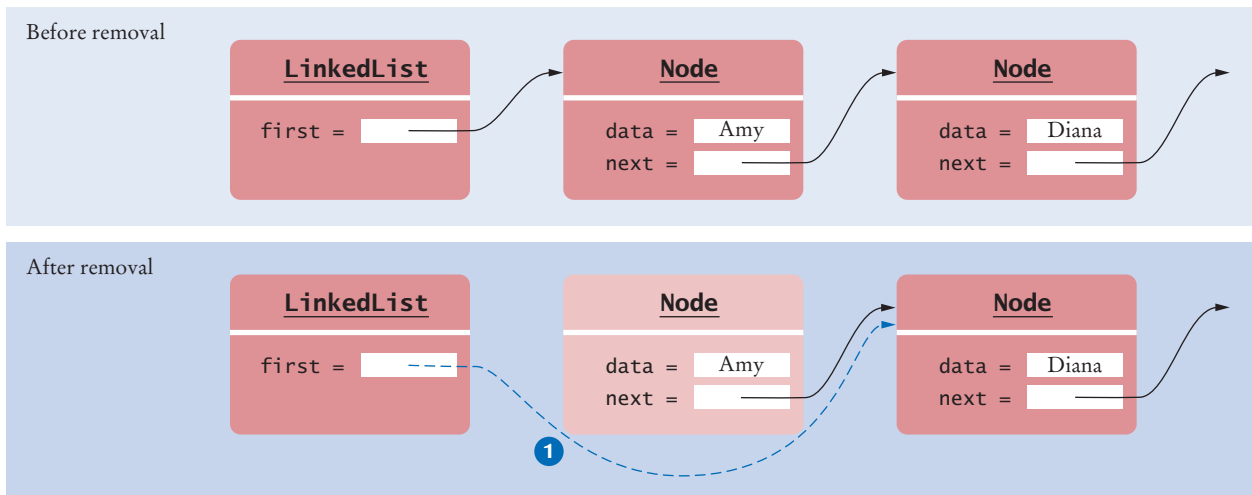 Before removal
LinkedList
Node
Node
first =
data = Amy
data = Diana
next =
next =
After removal
LinkedList
Node
Node
first =
data = Amy
data = Diana
next =
next =
1